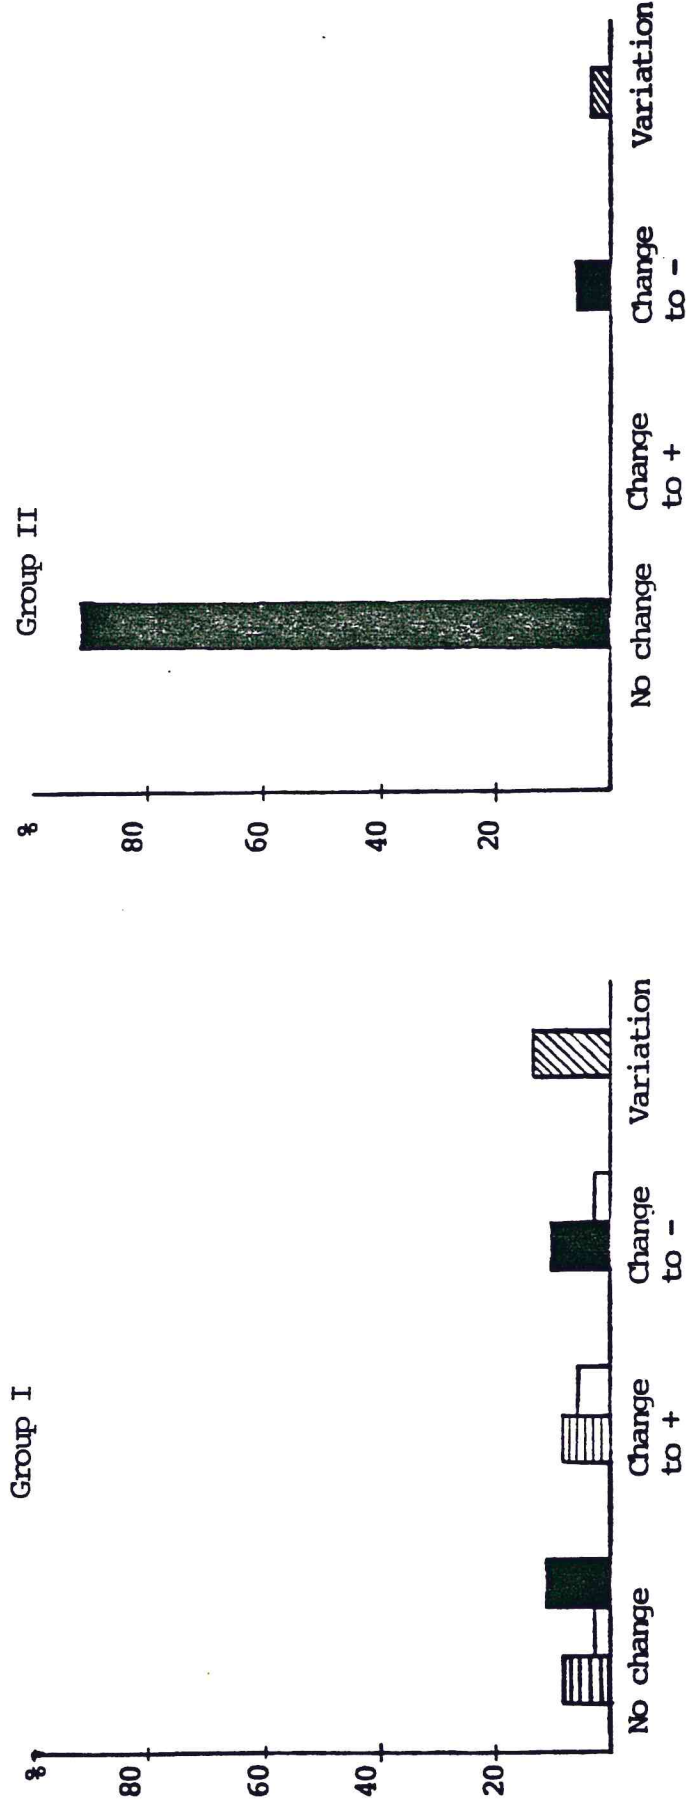 Group I
%
80
60
40
20
No change
Change
to +
Change
to -
Variation
Group II
%
80
60
40
20
No change
Change
to +
Change
to -
Variation